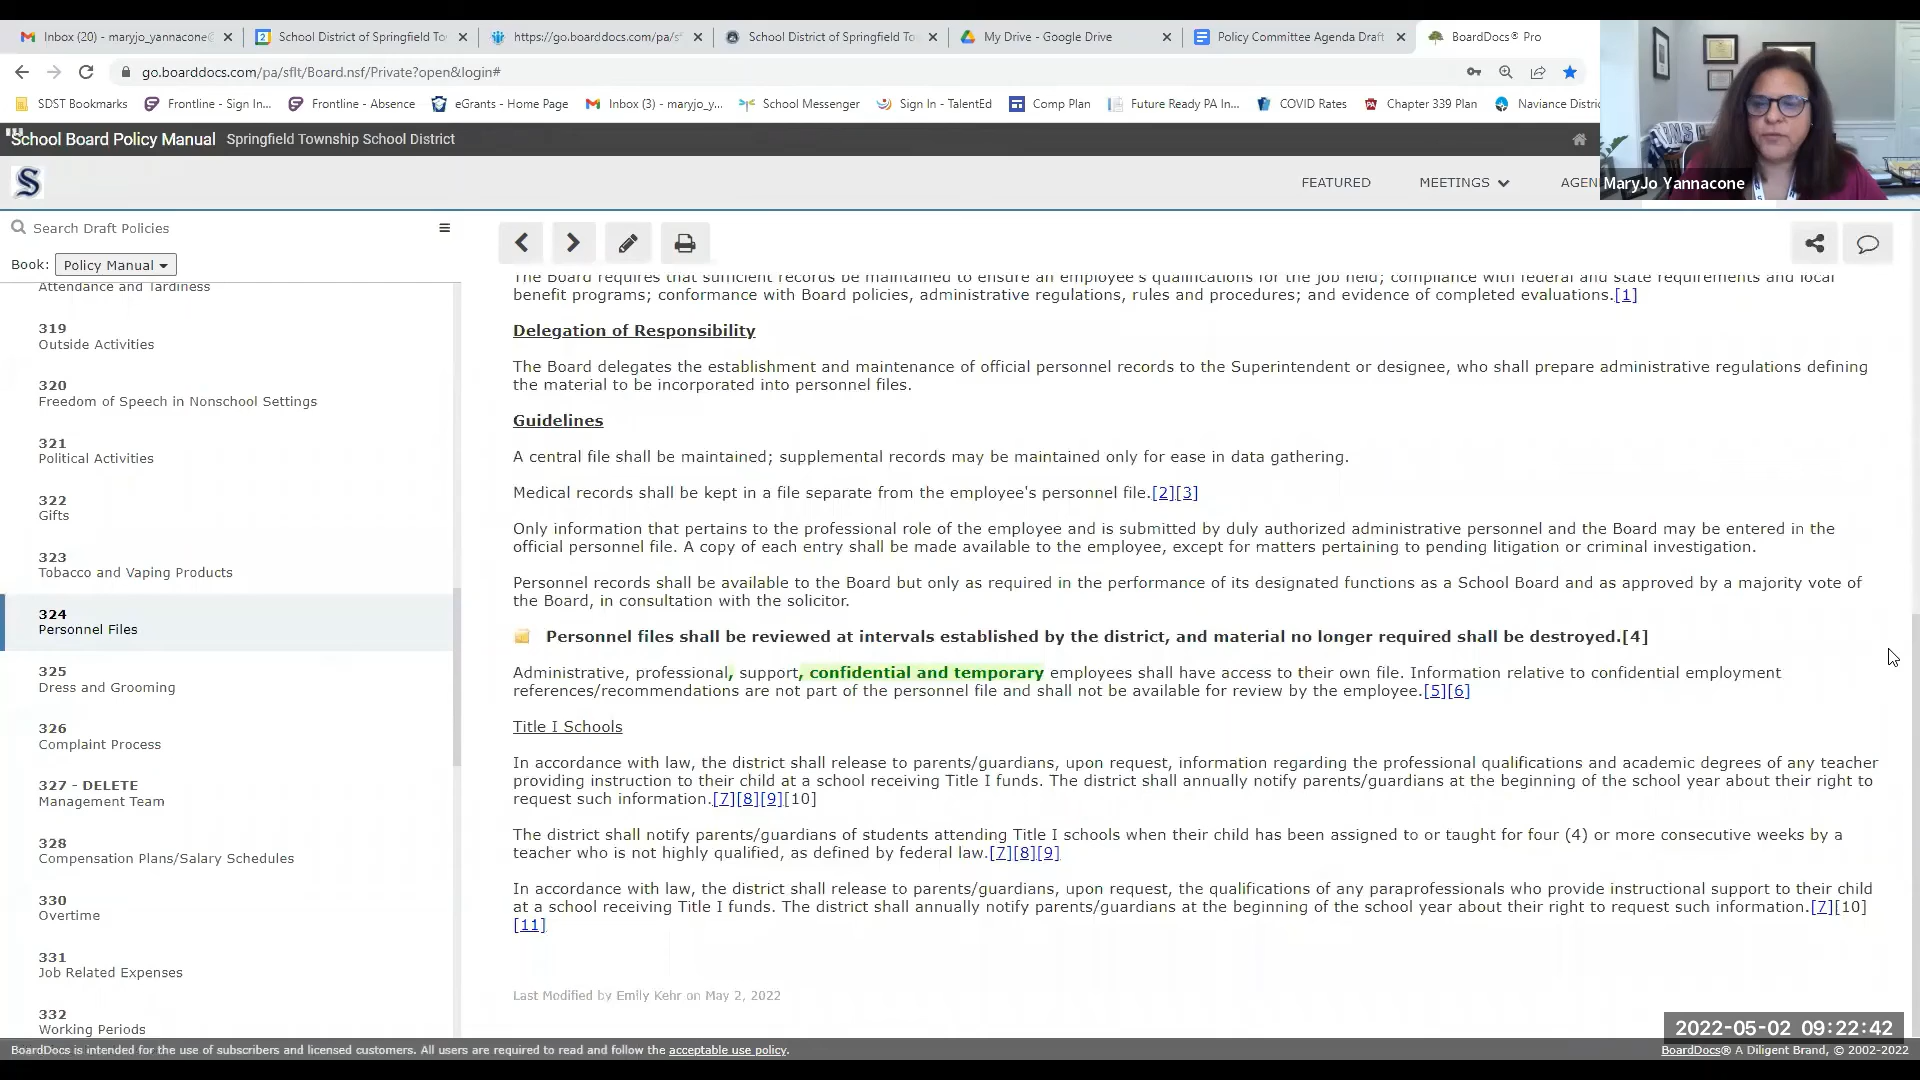 Inbox (20) - maryjo_yannacone@
School District of Springfield To
https://go.boarddocs.com/pa/sf
School District of Springfield To
My Drive - Google Drive
Policy Committee Agenda Draft
BoardDocs® Pro
go.boarddocs.com/pa/sflt/Board.nsf/Private?open&login#
SDST Bookmarks
Frontline - Sign In...
Frontline - Absence
eGrants - Home Page
Inbox (3) - maryjo_y...
School Messenger
Sign In - TalentEd
Comp Plan
Future Ready PA In...
COVID Rates
Chapter 339 Plan
Naviance Distric
School Board Policy Manual Springfield Township School District
S
FEATURED
MEETINGS
AGEN
MaryJo Yannacone
Search Draft Policies
Book: Policy Manual
Attendance and Tardiness
319
Outside Activities
320
Freedom of Speech in Nonschool Settings
321
Political Activities
322
Gifts
323
Tobacco and Vaping Products
324
Personnel Files
325
Dress and Grooming
326
Complaint Process
327 - DELETE
Management Team
328
Compensation Plans/Salary Schedules
330
Overtime
331
Job Related Expenses
332
Working Periods
The Board requires that sufficient records be maintained to ensure an employee's qualifications for the job held; compliance with federal and state requirements and local
benefit programs; conformance with Board policies, administrative regulations, rules and procedures; and evidence of completed evaluations.[1]
Delegation of Responsibility
The Board delegates the establishment and maintenance of official personnel records to the Superintendent or designee, who shall prepare administrative regulations defining
the material to be incorporated into personnel files.
Guidelines
A central file shall be maintained; supplemental records may be maintained only for ease in data gathering.
Medical records shall be kept in a file separate from the employee's personnel file.[2][3]
Only information that pertains to the professional role of the employee and is submitted by duly authorized administrative personnel and the Board may be entered in the
official personnel file. A copy of each entry shall be made available to the employee, except for matters pertaining to pending litigation or criminal investigation.
Personnel records shall be available to the Board but only as required in the performance of its designated functions as a School Board and as approved by a majority vote of
the Board, in consultation with the solicitor.
Personnel files shall be reviewed at intervals established by the district, and material no longer required shall be destroyed.[4]
Administrative, professional, support, confidential and temporary employees shall have access to their own file. Information relative to confidential employment
references/recommendations are not part of the personnel file and shall not be available for review by the employee.[5][6]
Title I Schools
In accordance with law, the district shall release to parents/guardians, upon request, information regarding the professional qualifications and academic degrees of any teacher
providing instruction to their child at a school receiving Title I funds. The district shall annually notify parents/guardians at the beginning of the school year about their right to
request such information.[7][8][9][10]
The district shall notify parents/guardians of students attending Title I schools when their child has been assigned to or taught for four (4) or more consecutive weeks by a
teacher who is not highly qualified, as defined by federal law.[7][8][9]
In accordance with law, the district shall release to parents/guardians, upon request, the qualifications of any paraprofessionals who provide instructional support to their child
at a school receiving Title I funds. The district shall annually notify parents/guardians at the beginning of the school year about their right to request such information.[7][10]
[11]
Last Modified by Emily Kehr on May 2, 2022
2022-05-02 09:22:42
BoardDocs is intended for the use of subscribers and licensed customers. All users are required to read and follow the acceptable use policy.
BoardDocs® A Diligent Brand, © 2002-2022